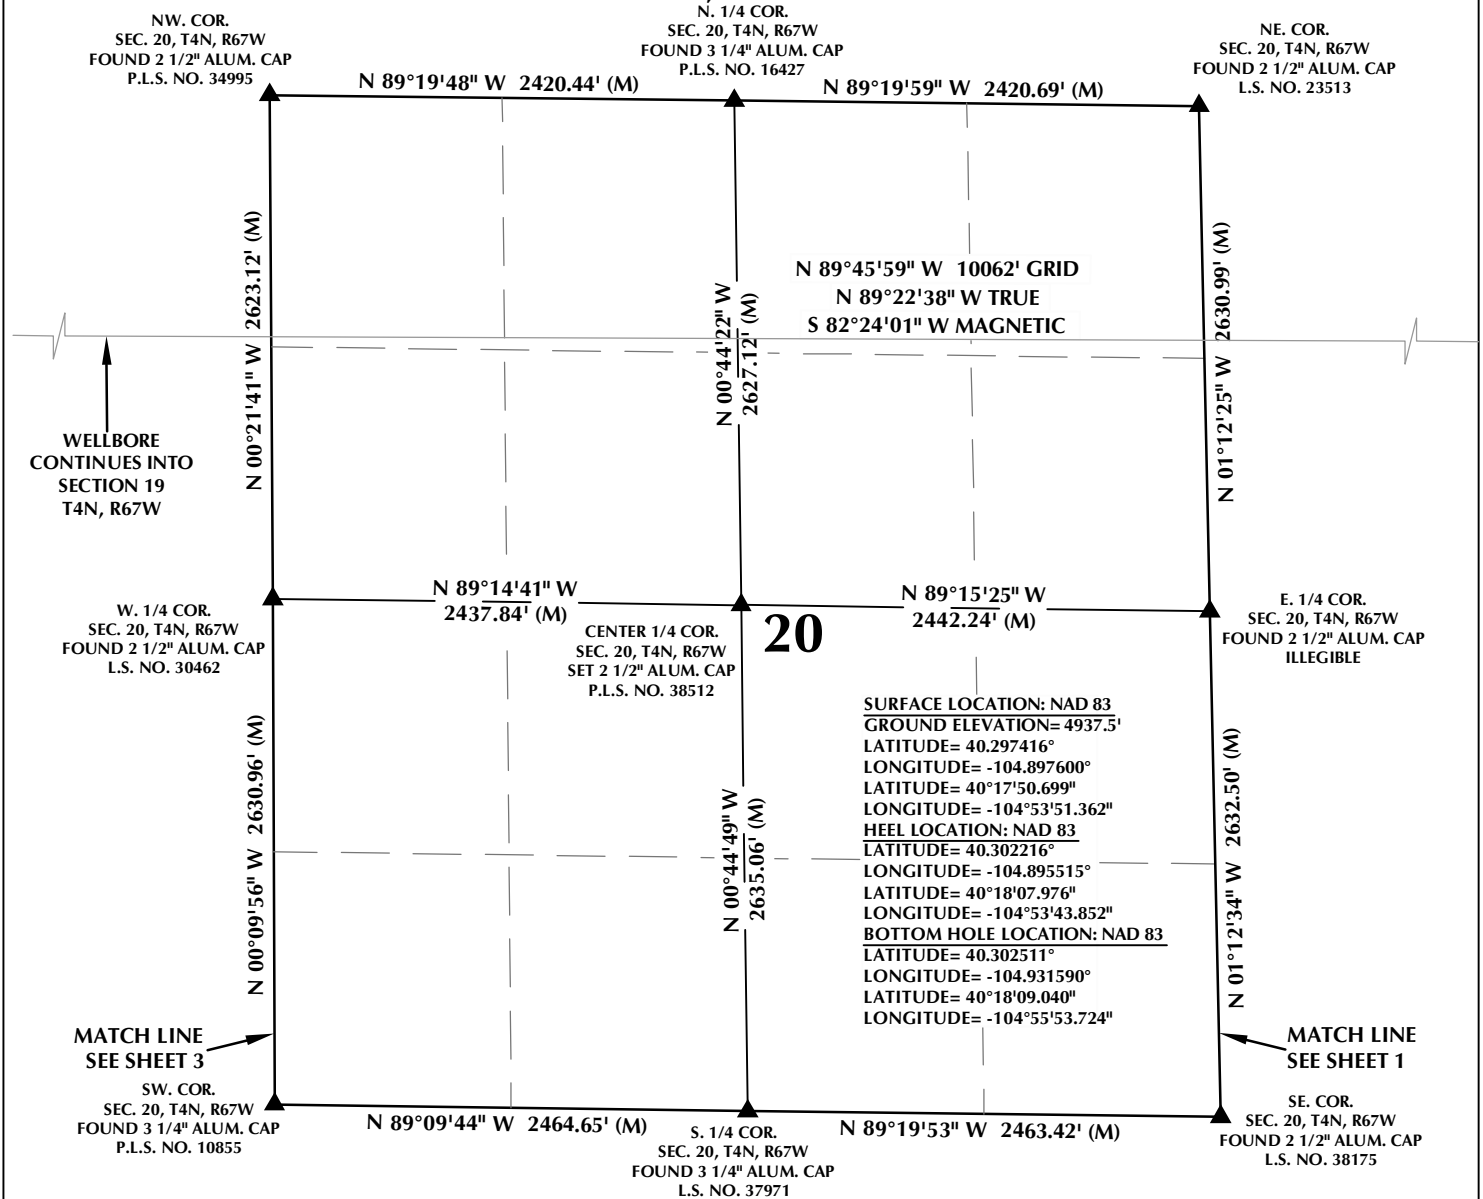 NW. COR.
SEC. 20, T4N, R67W
FOUND 2 1/2" ALUM. CAP
P.L.S. NO. 34995
N. 1/4 COR.
SEC. 20, T4N, R67W
FOUND 3 1/4" ALUM. CAP
P.L.S. NO. 16427
NE. COR.
SEC. 20, T4N, R67W
FOUND 2 1/2" ALUM. CAP
L.S. NO. 23513
N 89°19'48" W 2420.44' (M)
N 89°19'59" W 2420.69' (M)
N 00°21'41" W 2623.12' (M)
N 00°44'22" W
2627.12' (M)
N 89°45'59" W 10062' GRID
N 89°22'38" W TRUE
S 82°24'01" W MAGNETIC
N 01°12'25" W 2630.99' (M)
WELLBORE
CONTINUES INTO
SECTION 19
T4N, R67W
W. 1/4 COR.
SEC. 20, T4N, R67W
FOUND 2 1/2" ALUM. CAP
L.S. NO. 30462
N 89°14'41" W
2437.84' (M)
N 89°15'25" W
2442.24' (M)
CENTER 1/4 COR.
SEC. 20, T4N, R67W
SET 2 1/2" ALUM. CAP
P.L.S. NO. 38512
20
E. 1/4 COR.
SEC. 20, T4N, R67W
FOUND 2 1/2" ALUM. CAP
ILLEGIBLE
N 00°09'56" W 2630.96' (M)
N 00°44'49" W
2635.06' (M)
SURFACE LOCATION: NAD 83
GROUND ELEVATION= 4937.5'
LATITUDE= 40.297416°
LONGITUDE= -104.897600°
LATITUDE= 40°17'50.699"
LONGITUDE= -104°53'51.362"
HEEL LOCATION: NAD 83
LATITUDE= 40.302216°
LONGITUDE= -104.895515°
LATITUDE= 40°18'07.976"
LONGITUDE= -104°53'43.852"
BOTTOM HOLE LOCATION: NAD 83
LATITUDE= 40.302511°
LONGITUDE= -104.931590°
LATITUDE= 40°18'09.040"
LONGITUDE= -104°55'53.724"
N 01°12'34" W 2632.50' (M)
MATCH LINE
SEE SHEET 3
MATCH LINE
SEE SHEET 1
SW. COR.
SEC. 20, T4N, R67W
FOUND 3 1/4" ALUM. CAP
P.L.S. NO. 10855
N 89°09'44" W 2464.65' (M)
S. 1/4 COR.
SEC. 20, T4N, R67W
FOUND 3 1/4" ALUM. CAP
L.S. NO. 37971
N 89°19'53" W 2463.42' (M)
SE. COR.
SEC. 20, T4N, R67W
FOUND 2 1/2" ALUM. CAP
L.S. NO. 38175